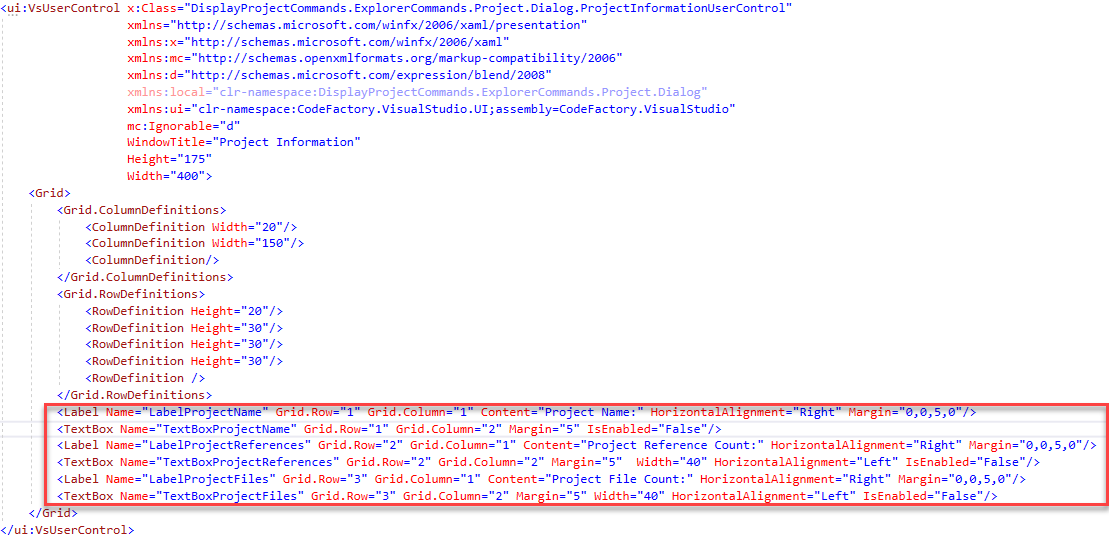 <ui:VsUserControl x:Class="DisplayProjectCommands.ExplorerCommands.Project.Dialog.ProjectInformationUserControl"
xmlns="http://schemas.microsoft.com/winfx/2006/xaml/presentation"
xmlns:x="http://schemas.microsoft.com/winfx/2006/xaml"
xmlns:mc="http://schemas.openxmlformats.org/markup-compatibility/2006"
xmlns:d="http://schemas.microsoft.com/expression/blend/2008"
xmlns:local="clr-namespace:DisplayProjectCommands.ExplorerCommands.Project.Dialog"
xmlns:ui="clr-namespace:CodeFactory.VisualStudio.UI;assembly=CodeFactory.VisualStudio"
mc:Ignorable="d"
WindowTitle="Project Information"
Height="175"
Width="400">
<Grid>
<Grid.ColumnDefinitions>
<ColumnDefinition Width="20"/>
<ColumnDefinition Width="150"/>
<ColumnDefinition/>
</Grid.ColumnDefinitions>
<Grid.RowDefinitions>
<RowDefinition Height="20"/>
<RowDefinition Height="30"/>
<RowDefinition Height="30"/>
<RowDefinition Height="30"/>
<RowDefinition />
</Grid.RowDefinitions>
<Label Name="LabelProjectName" Grid.Row="1" Grid.Column="1" Content="Project Name:" HorizontalAlignment="Right" Margin="0,0,5,0"/>
<TextBox Name="TextBoxProjectName" Grid.Row="1" Grid.Column="2" Margin="5" IsEnabled="False"/>
<Label Name="LabelProjectReferences" Grid.Row="2" Grid.Column="1" Content="Project Reference Count:" HorizontalAlignment="Right" Margin="0,0,5,0"/>
<TextBox Name="TextBoxProjectReferences" Grid.Row="2" Grid.Column="2" Margin="5"  Width="40" HorizontalAlignment="Left" IsEnabled="False"/>
<Label Name="LabelProjectFiles" Grid.Row="3" Grid.Column="1" Content="Project File Count:" HorizontalAlignment="Right" Margin="0,0,5,0"/>
<TextBox Name="TextBoxProjectFiles" Grid.Row="3" Grid.Column="2" Margin="5" Width="40" HorizontalAlignment="Left" IsEnabled="False"/>
</Grid>
</ui:VsUserControl>